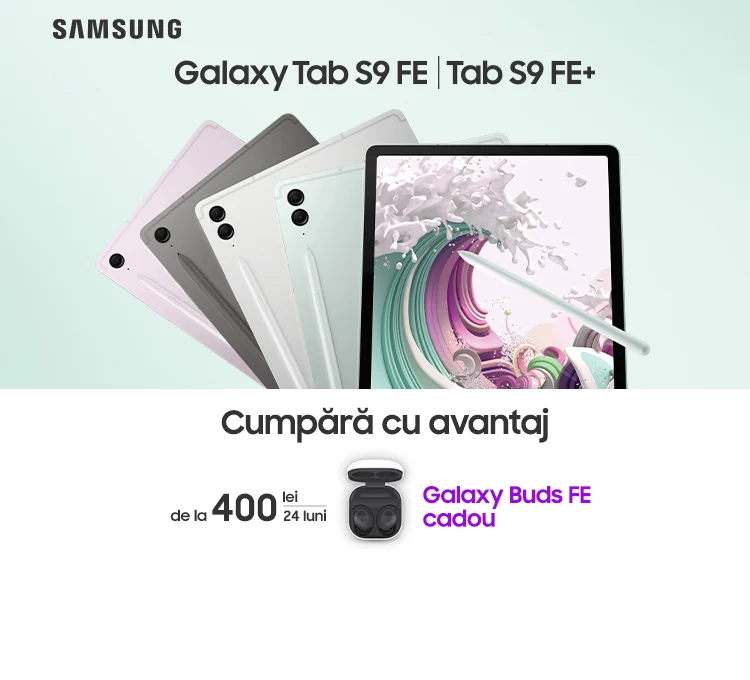 SAMSUNG
Galaxy Tab S9 FE | Tab S9 FE+
Cumpără cu avantaj
de la 400 lei
24 luni
Galaxy Buds FE
cadou